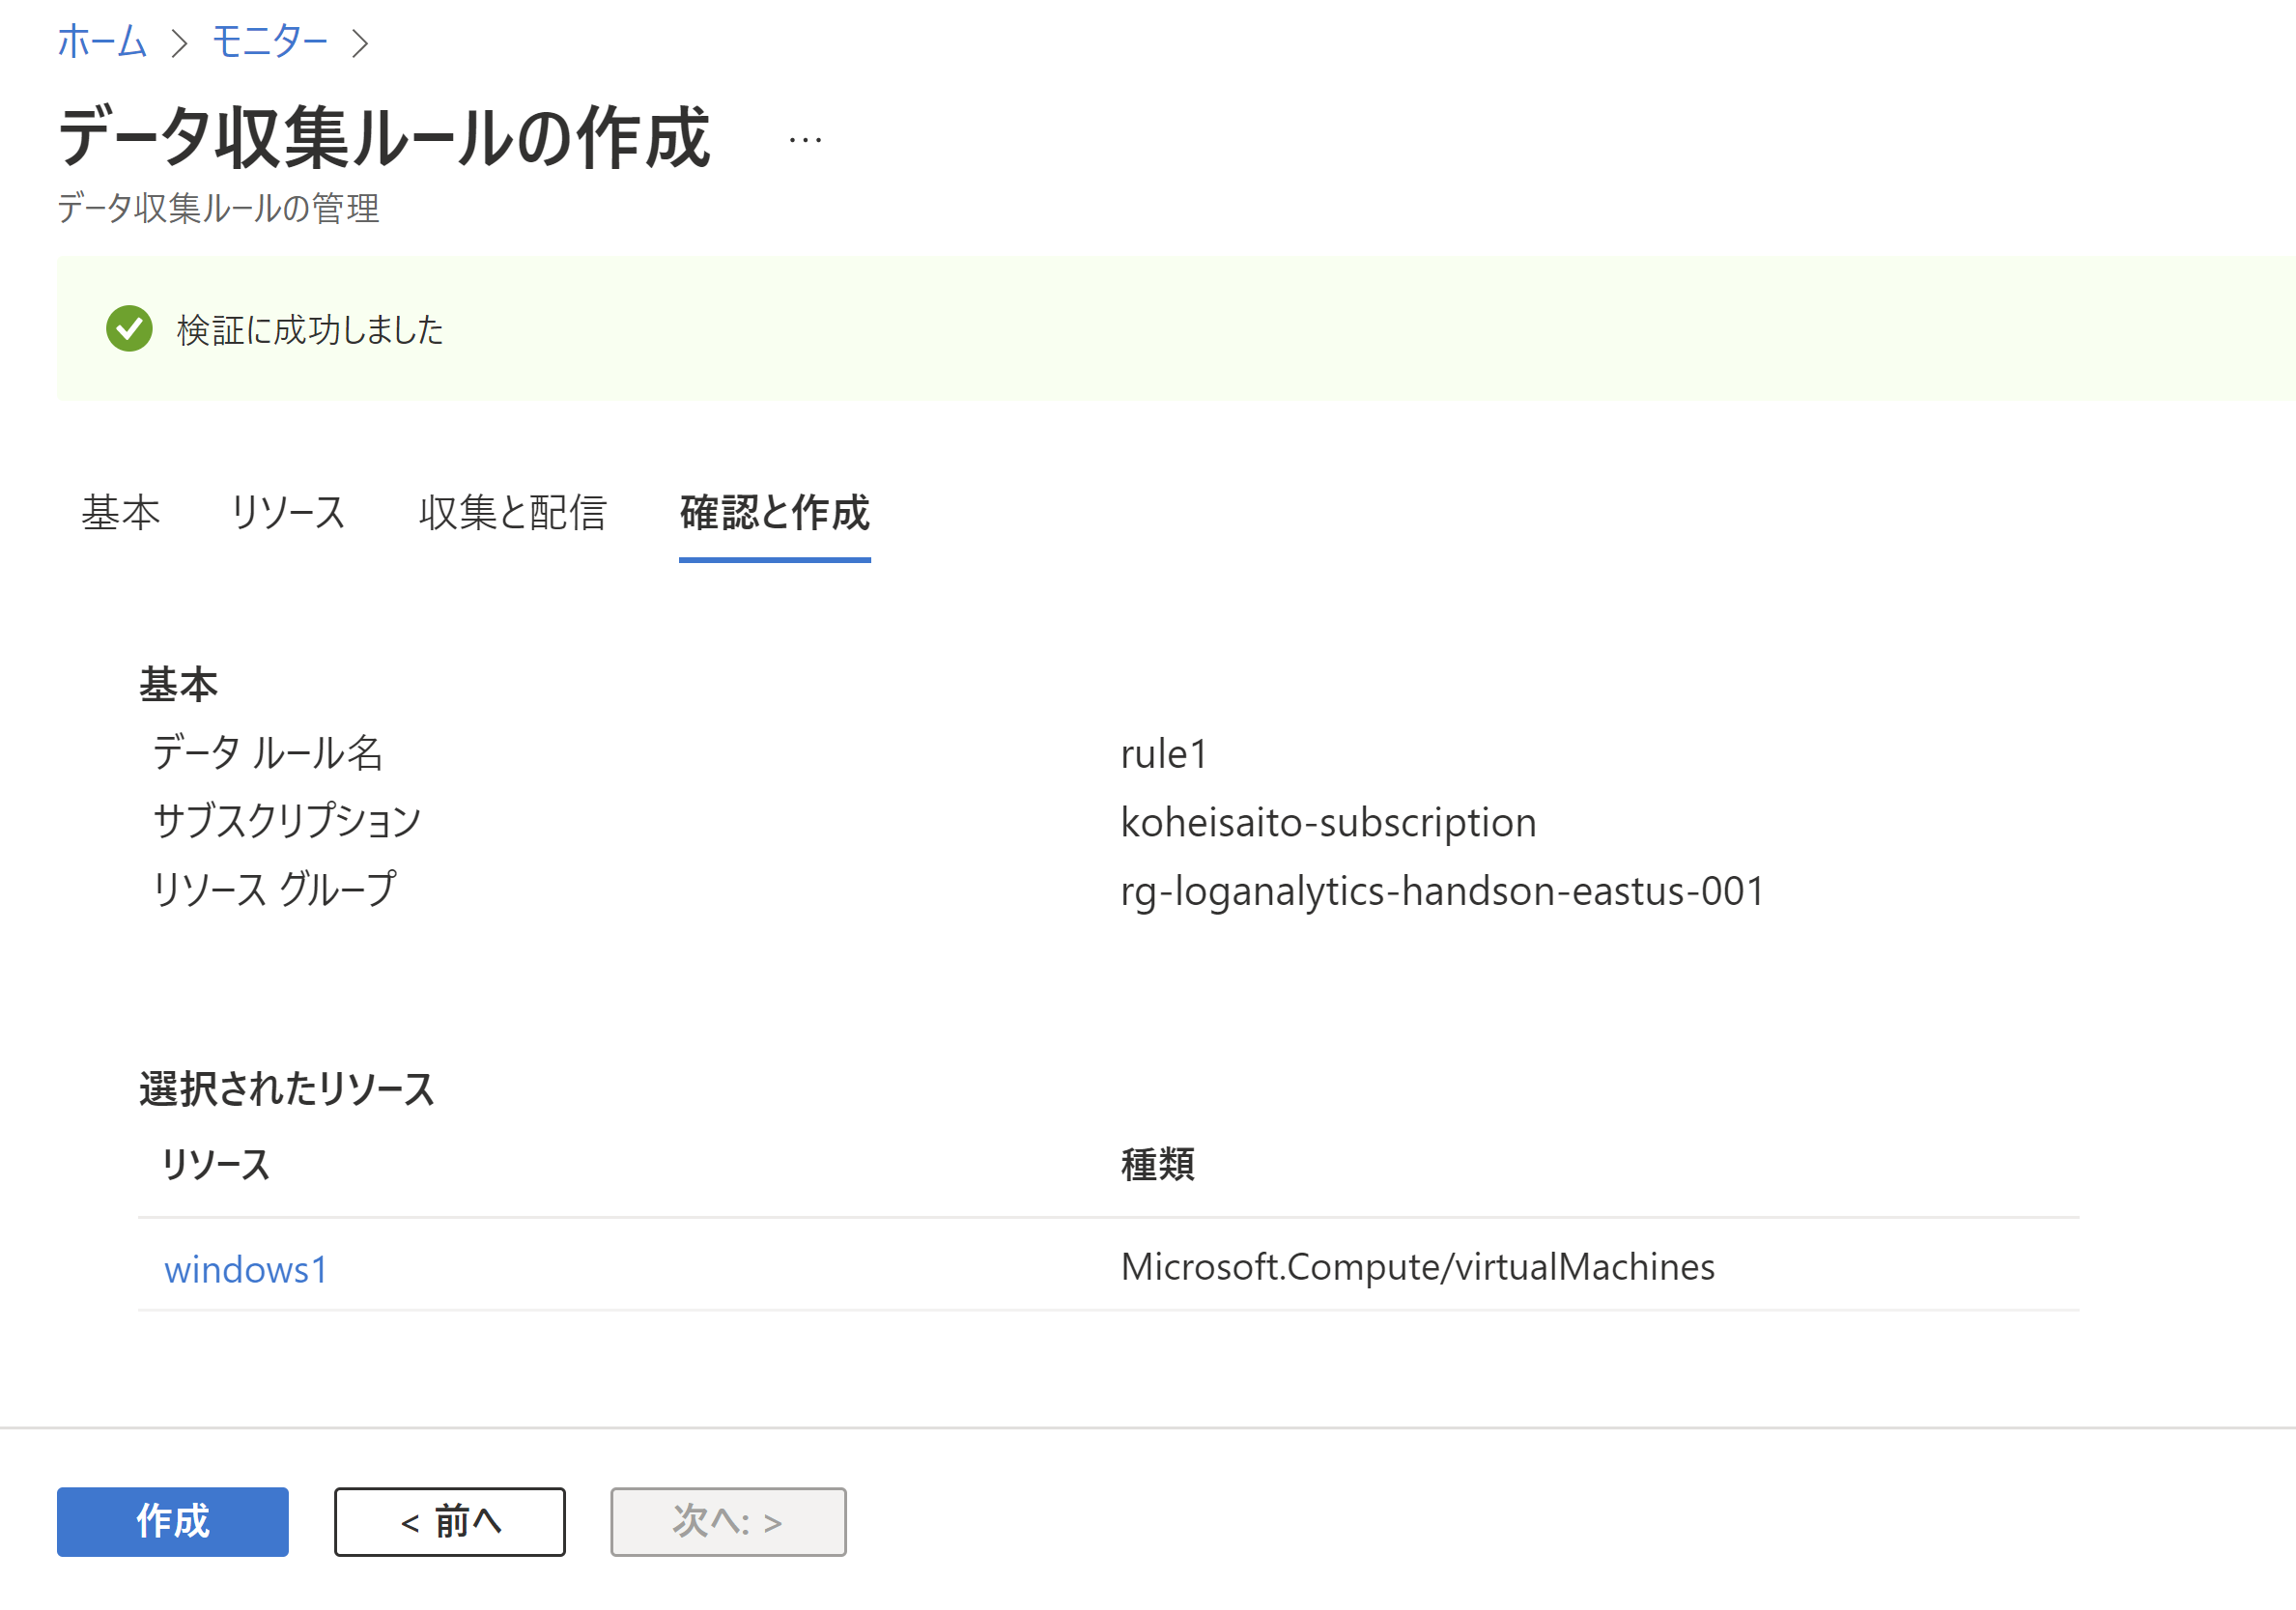 ホーム > モニター >
データ収集ルールの作成 …
データ収集ルールの管理
検証に成功しました
基本 リソース 収集と配信 確認と作成
基本
データ ルール名 rule1
サブスクリプション koheisaito-subscription
リソース グループ rg-loganalytics-handson-eastus-001
選択されたリソース
リソース 種類
windows1 Microsoft.Compute/virtualMachines
作成 < 前へ 次へ: >